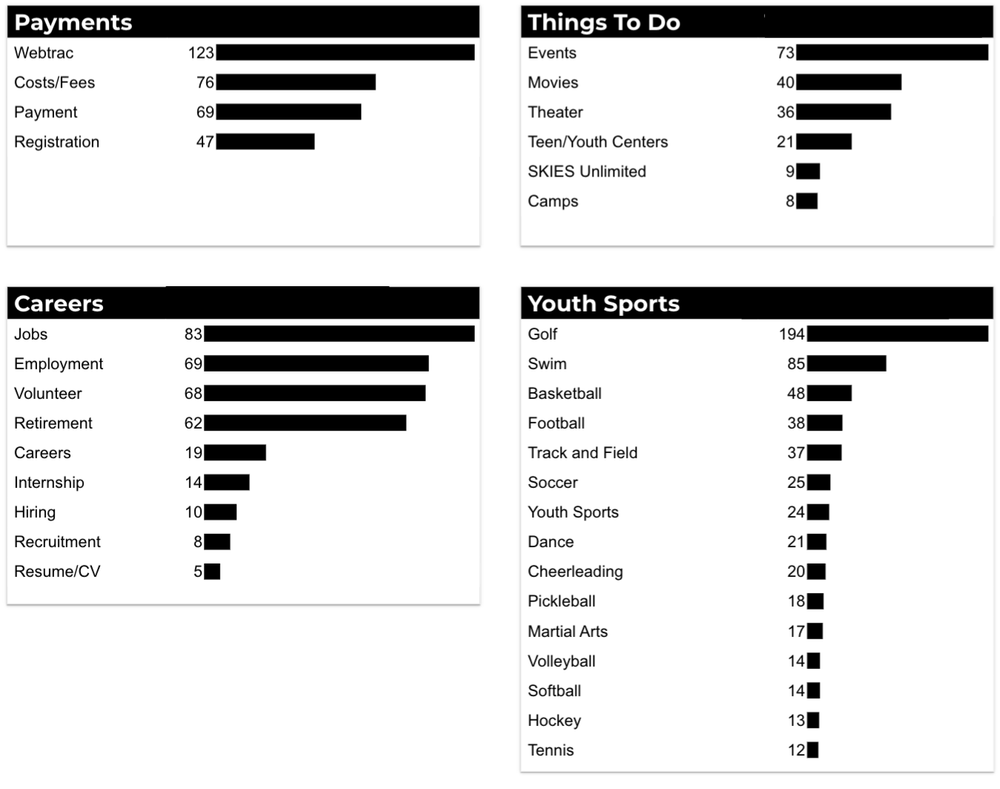 Payments
Webtrac 123
Costs/Fees 76
Payment 69
Registration 47
Things To Do
Events 73
Movies 40
Theater 36
Teen/Youth Centers 21
SKIES Unlimited 9
Camps 8
Careers
Jobs 83
Employment 69
Volunteer 68
Retirement 62
Careers 19
Internship 14
Hiring 10
Recruitment 8
Resume/CV 5
Youth Sports
Golf 194
Swim 85
Basketball 48
Football 38
Track and Field 37
Soccer 25
Youth Sports 24
Dance 21
Cheerleading 20
Pickleball 18
Martial Arts 17
Volleyball 14
Softball 14
Hockey 13
Tennis 12